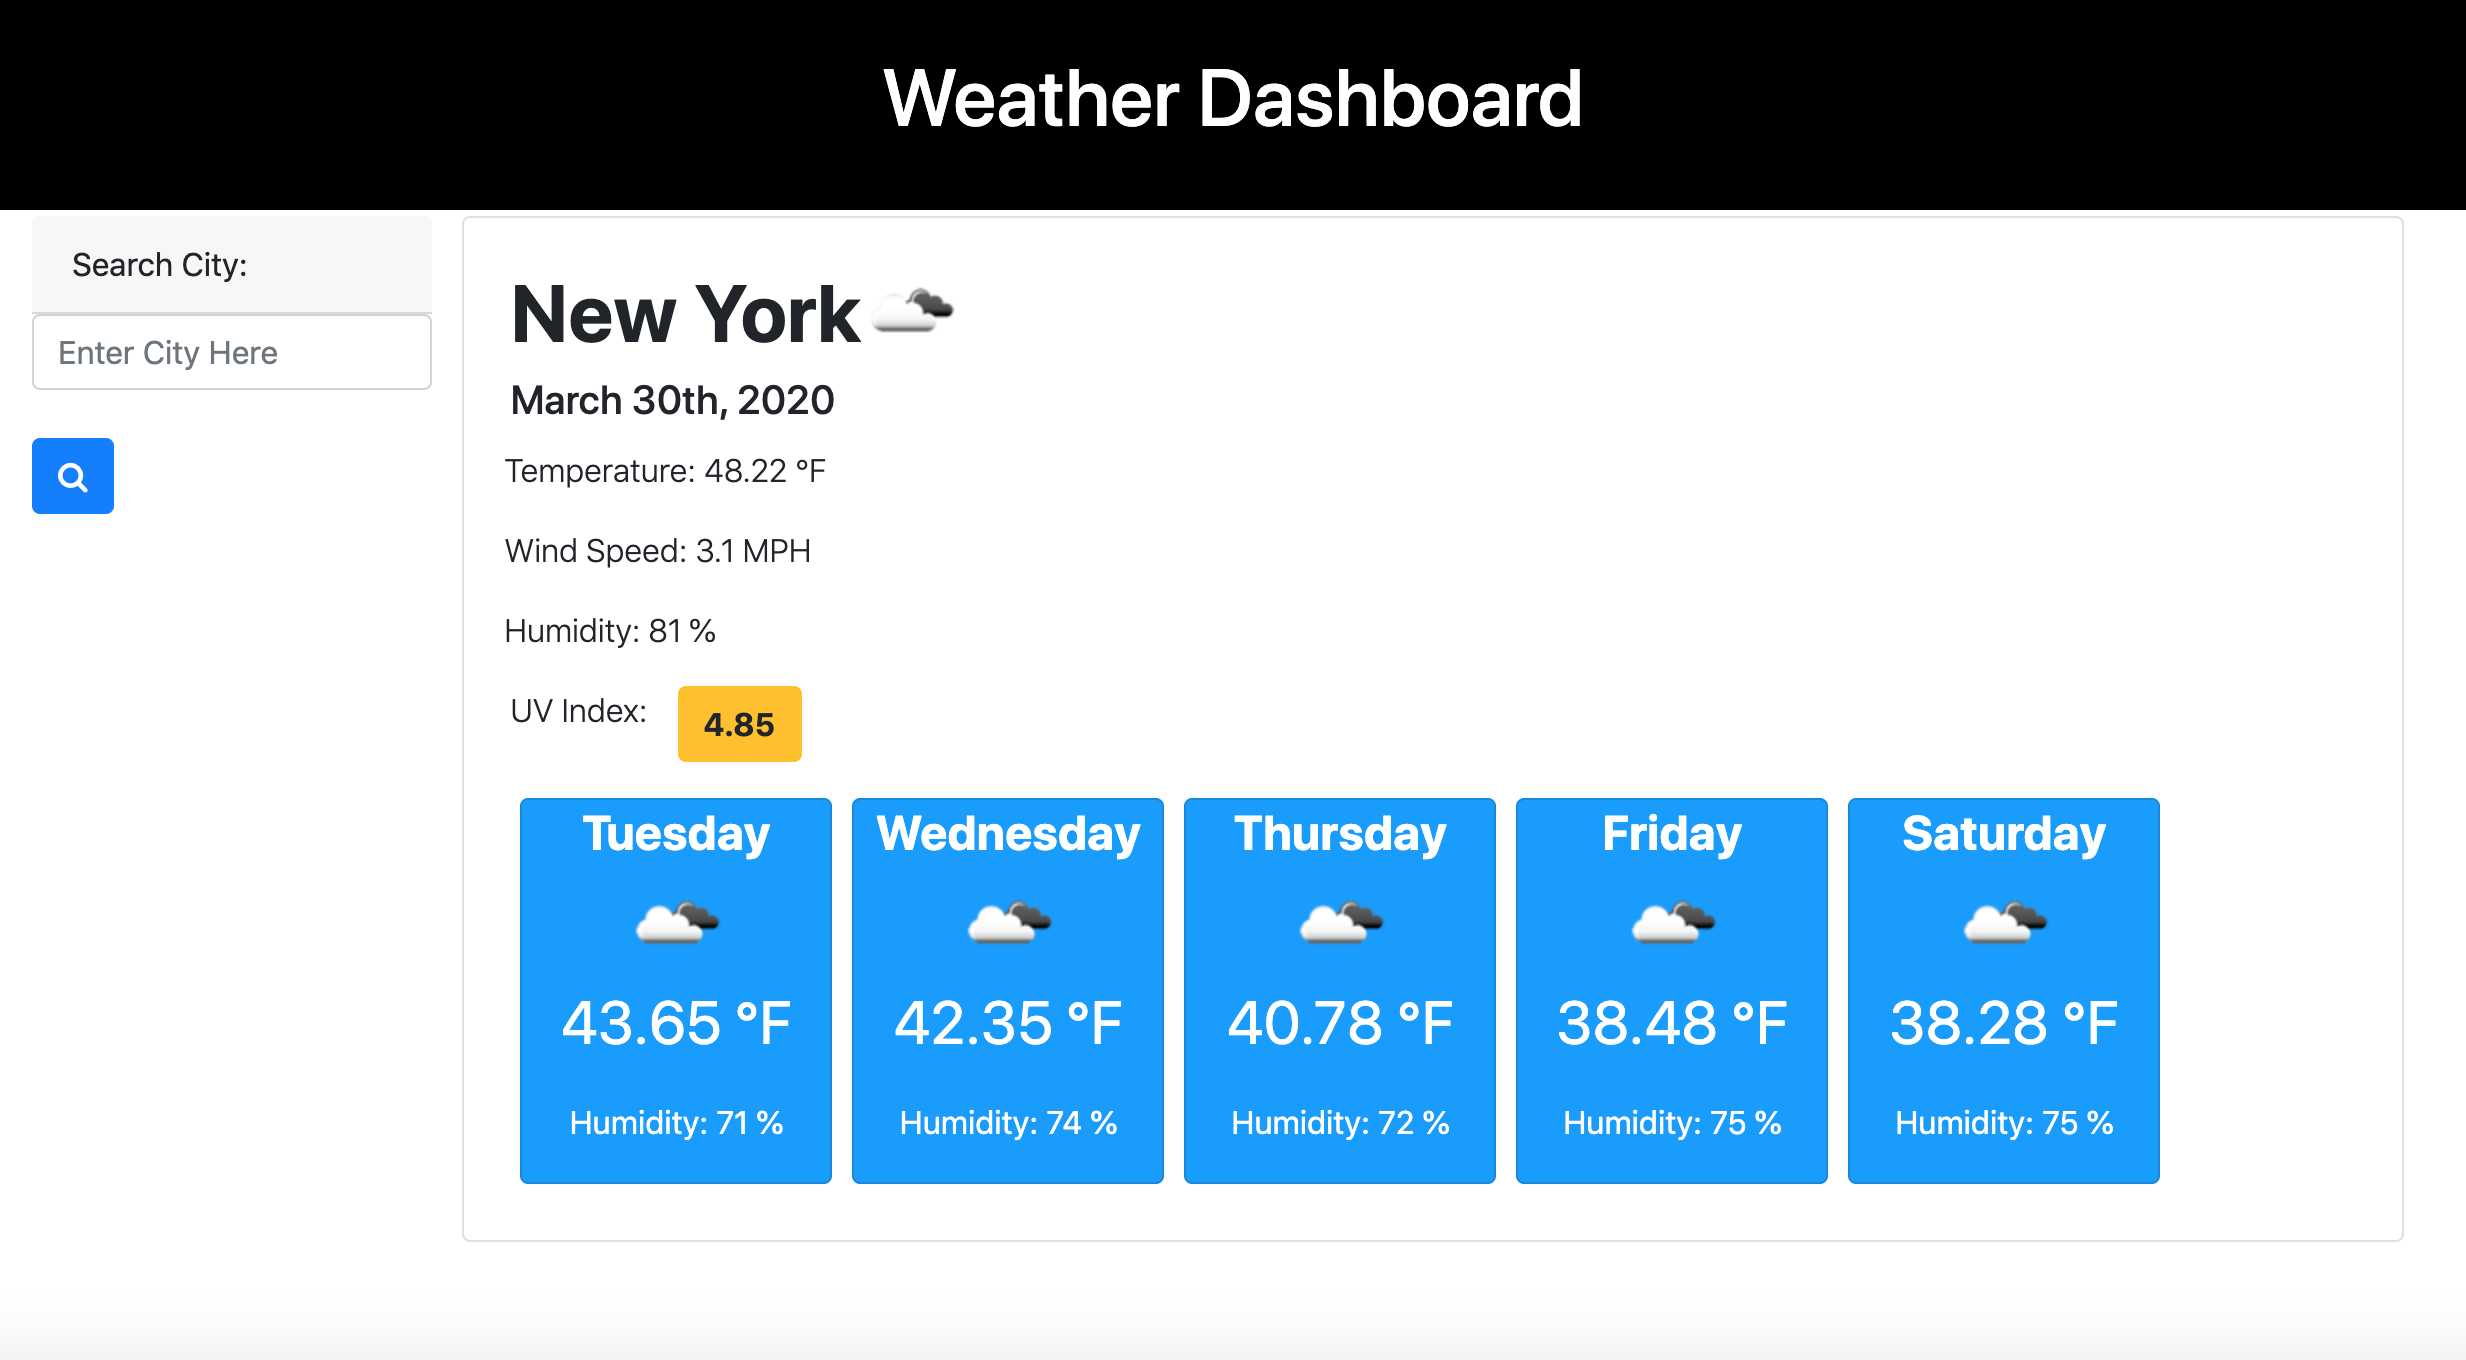 Weather Dashboard
Search City:
Enter City Here
New York
March 30th, 2020
Temperature: 48.22 °F
Wind Speed: 3.1 MPH
Humidity: 81 %
UV Index: 4.85
Tuesday
43.65 °F
Humidity: 71 %
Wednesday
42.35 °F
Humidity: 74 %
Thursday
40.78 °F
Humidity: 72 %
Friday
38.48 °F
Humidity: 75 %
Saturday
38.28 °F
Humidity: 75 %